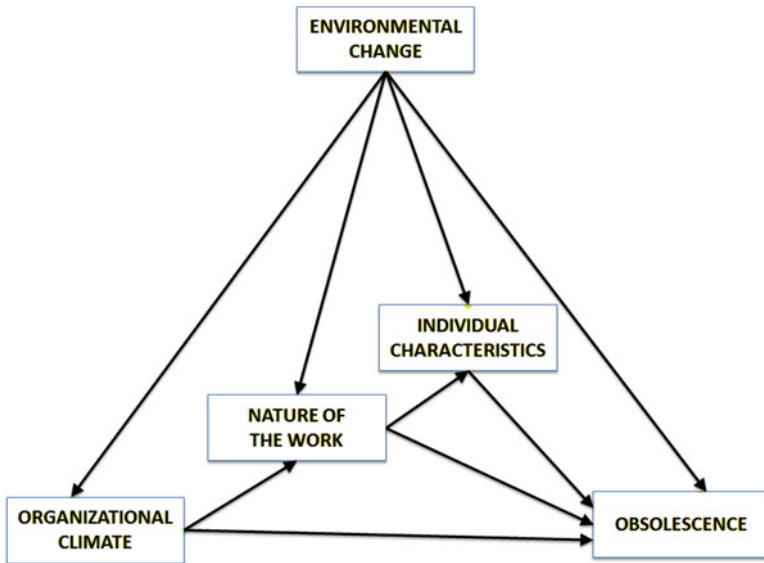 ENVIRONMENTAL
CHANGE
INDIVIDUAL
CHARACTERISTICS
NATURE OF
THE WORK
ORGANIZATIONAL
CLIMATE
OBSOLESCENCE